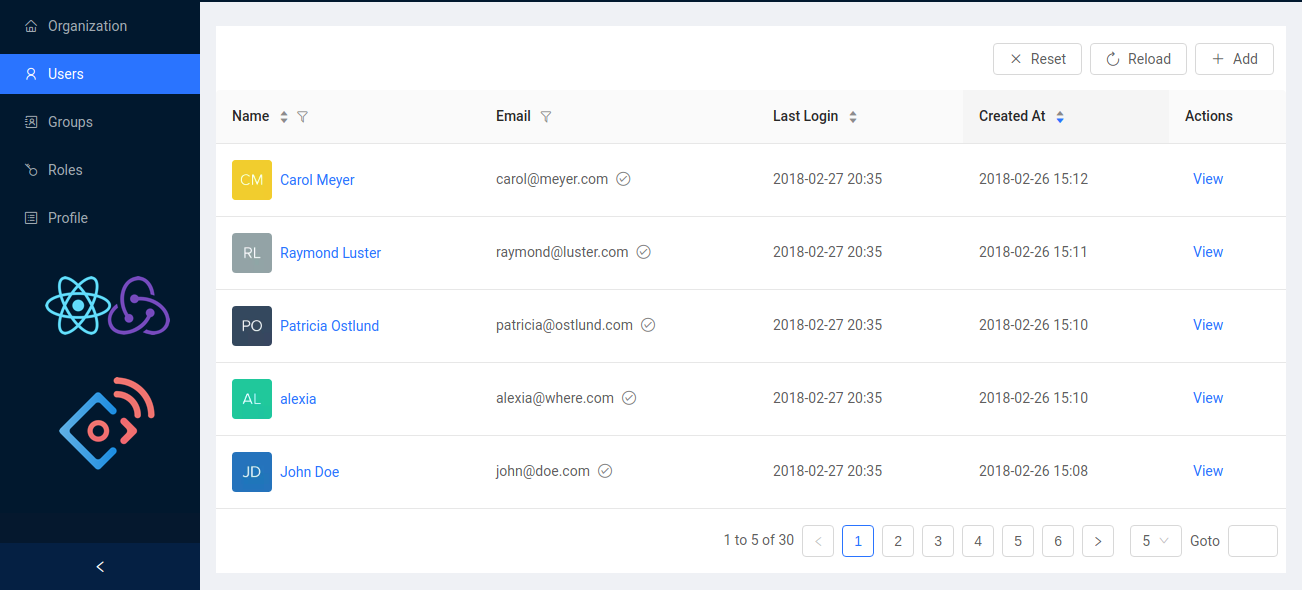 Organization
Users
Groups
Roles
Profile
Reset Reload Add
Name Email Last Login Created At Actions
CM Carol Meyer carol@meyer.com 2018-02-27 20:35 2018-02-26 15:12 View
RL Raymond Luster raymond@luster.com 2018-02-27 20:35 2018-02-26 15:11 View
PO Patricia Ostlund patricia@ostlund.com 2018-02-27 20:35 2018-02-26 15:10 View
AL alexia alexia@where.com 2018-02-27 20:35 2018-02-26 15:10 View
JD John Doe john@doe.com 2018-02-27 20:35 2018-02-26 15:08 View
1 to 5 of 30 < 1 2 3 4 5 6 > 5 Goto